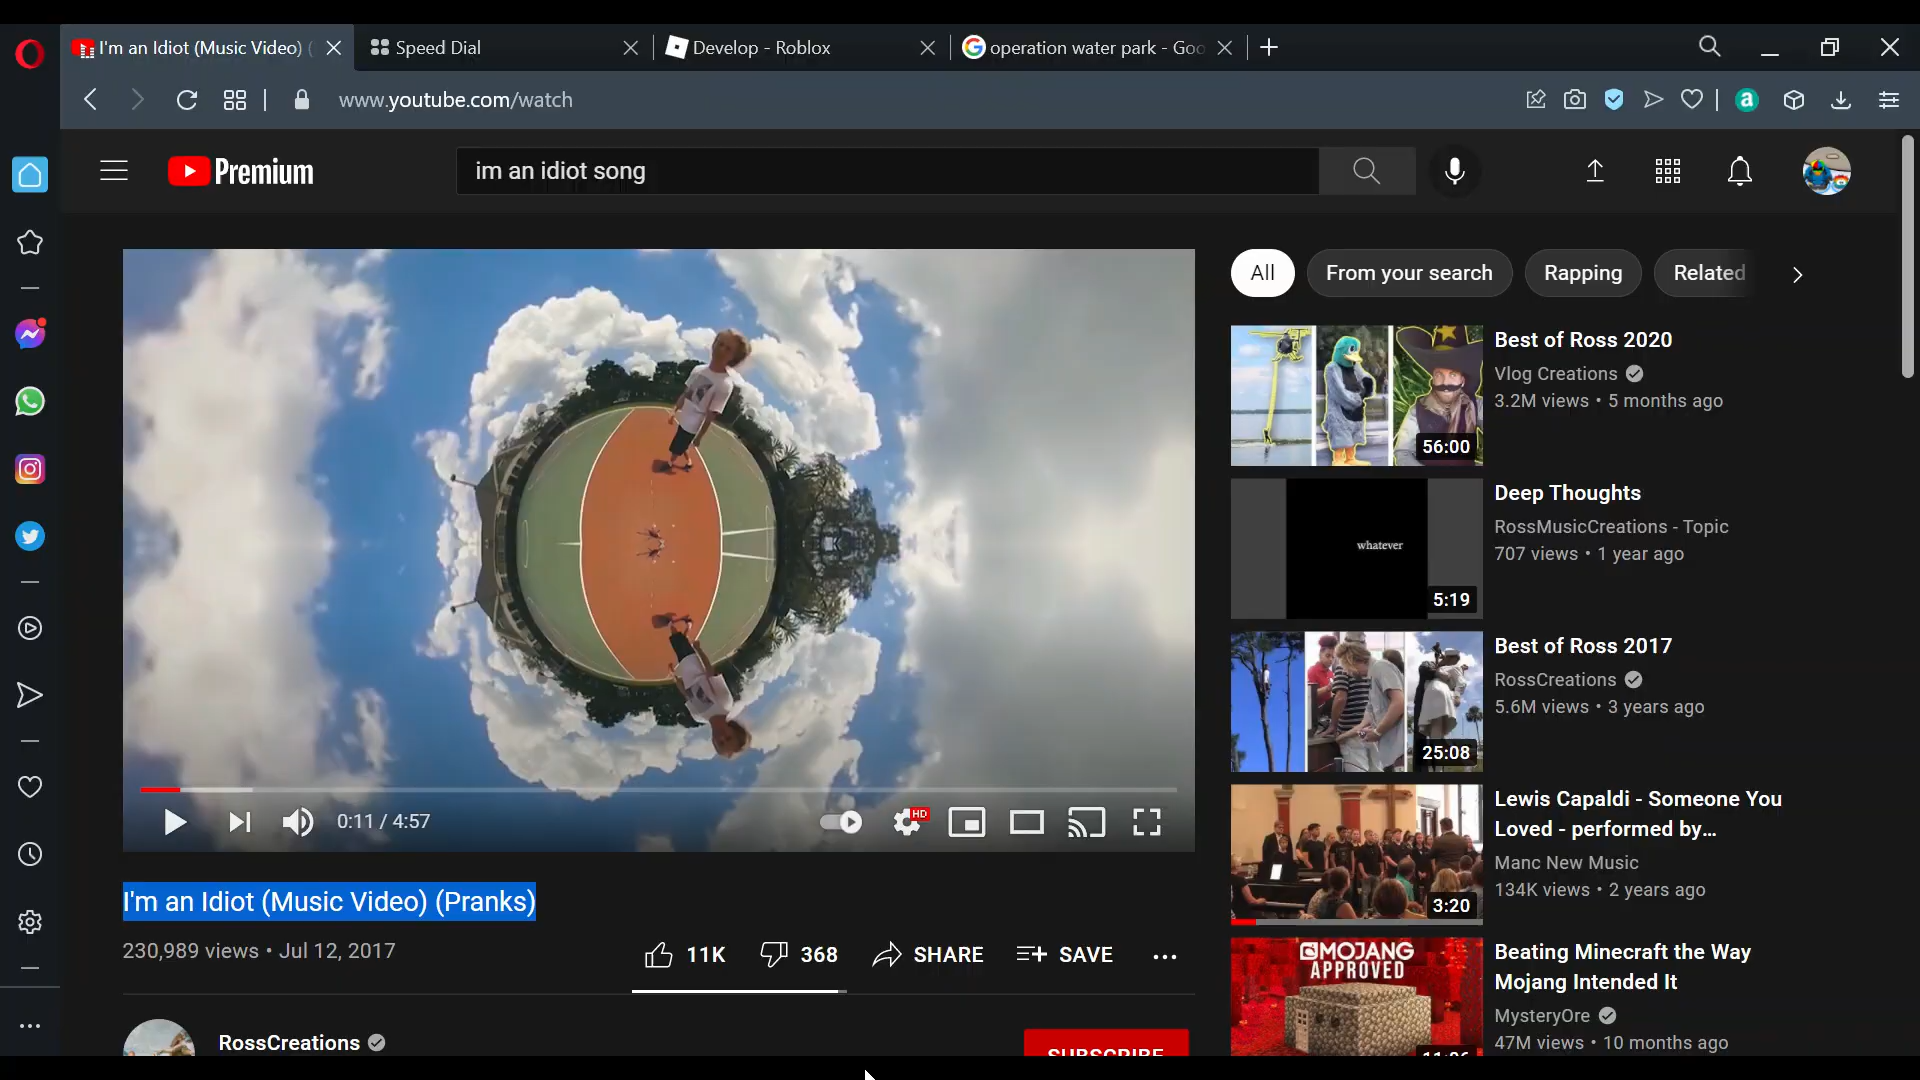 I'm an Idiot (Music Video) (
Speed Dial
Develop - Roblox
operation water park - Goo
www.youtube.com/watch
Premium
im an idiot song
All
From your search
Rapping
Related
Best of Ross 2020
Vlog Creations
3.2M views • 5 months ago
56:00
Deep Thoughts
RossMusicCreations - Topic
707 views • 1 year ago
whatever
5:19
Best of Ross 2017
RossCreations
5.6M views • 3 years ago
25:08
Lewis Capaldi - Someone You
Loved - performed by...
Manc New Music
134K views • 2 years ago
3:20
MOJANG
APPROVED
Beating Minecraft the Way
Mojang Intended It
MysteryOre
47M views • 10 months ago
0:11 / 4:57
HD
I'm an Idiot (Music Video) (Pranks)
230,989 views • Jul 12, 2017
11K
368
SHARE
SAVE
RossCreations
SUBSCRIBE